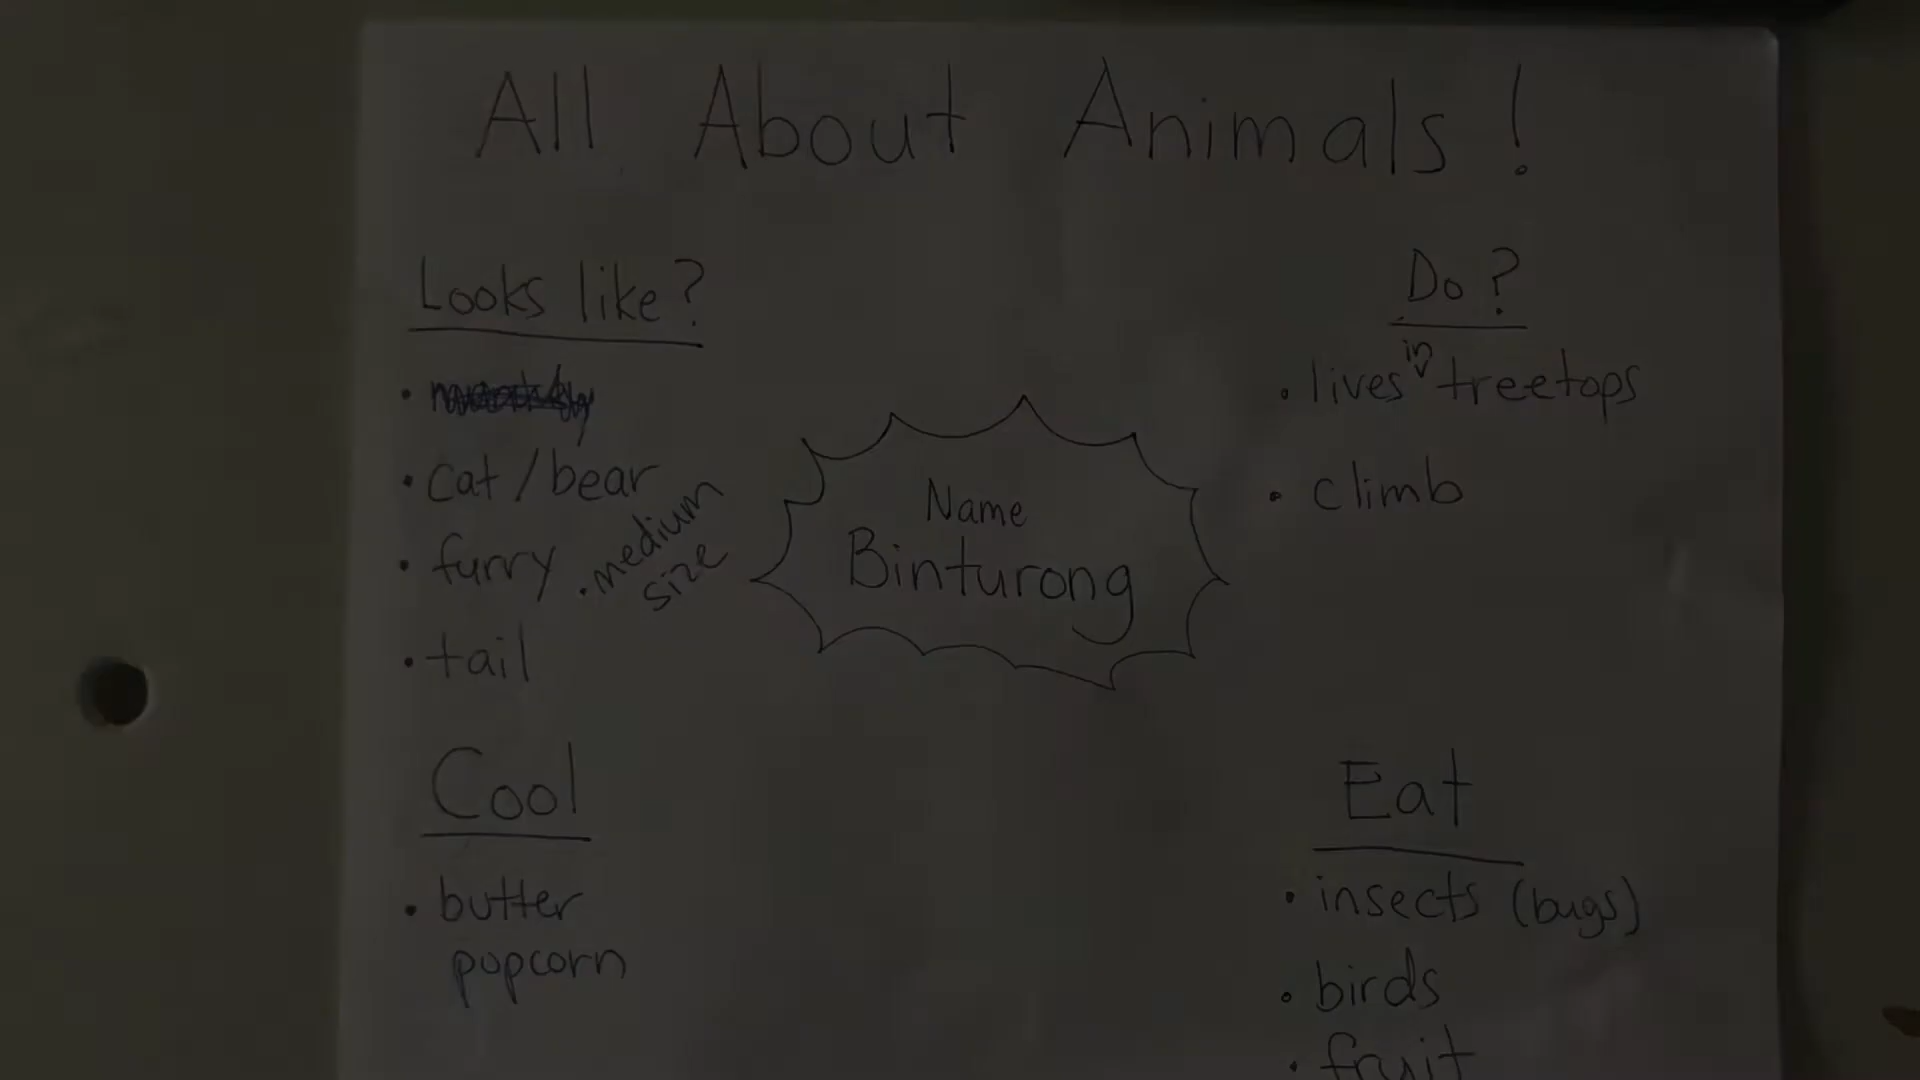 All About Animals!
Looks like?
• cat/bear
• furry
• medium
size
• tail
Name
Binturong
Do?
• lives in treetops
• climb
Cool
• butter
popcorn
Eat
• insects (bugs)
• birds
• fruit